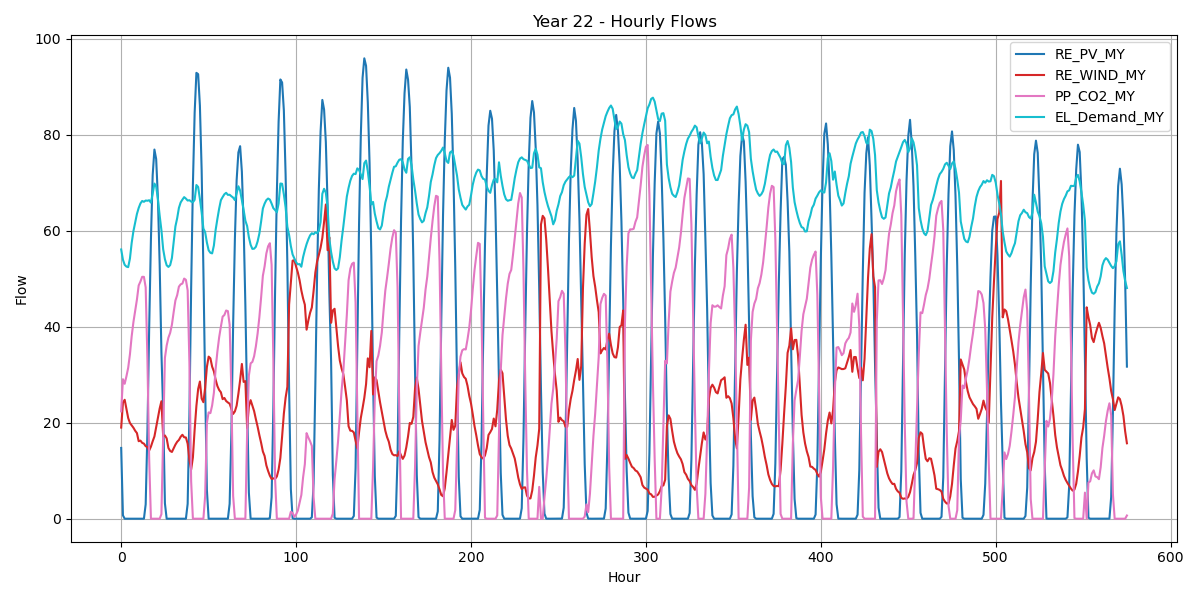 Year 22 - Hourly Flows
100
80
60
40
20
0
Flow
RE_PV_MY
RE_WIND_MY
PP_CO2_MY
EL_Demand_MY
0 100 200 300 400 500 600
Hour